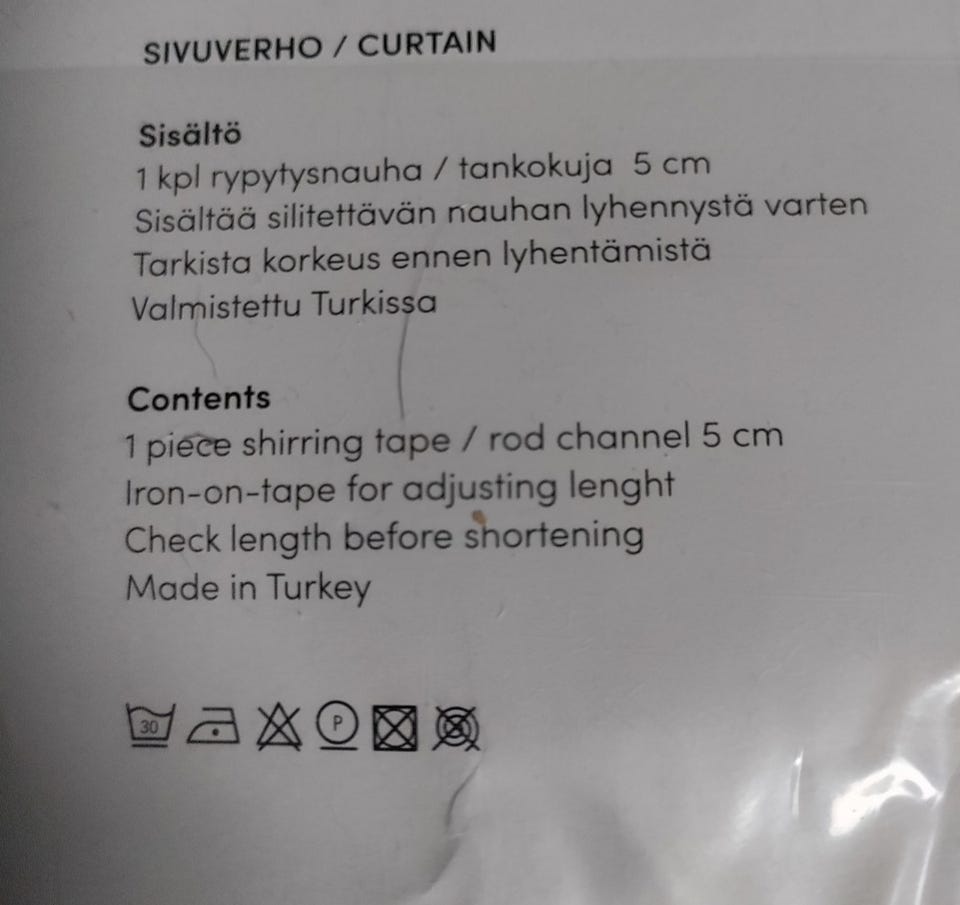 SIVUVERHO / CURTAIN
Sisältö
1 kpl rypytysnauha / tankokuja 5 cm
Sisältää silitettävän nauhan lyhennystä varten
Tarkista korkeus ennen lyhentämistä
Valmistettu Turkissa
Contents
1 piece shirring tape / rod channel 5 cm
Iron-on-tape for adjusting lenght
Check length before shortening
Made in Turkey
30 P